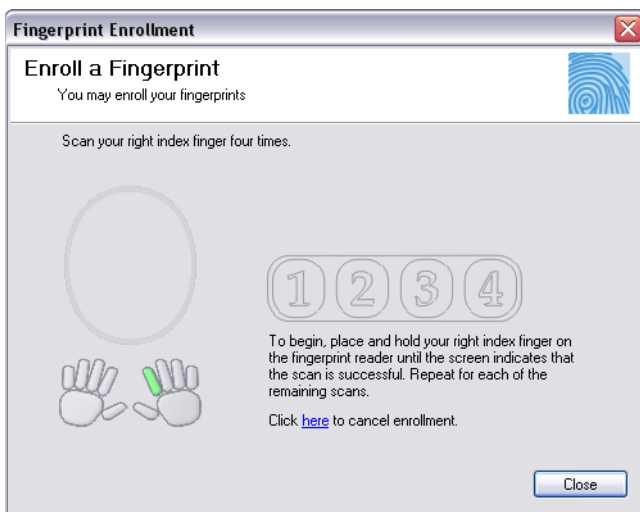 Fingerprint Enrollment
Enroll a Fingerprint
You may enroll your fingerprints
Scan your right index finger four times.
1 2 3 4
To begin, place and hold your right index finger on
the fingerprint reader until the screen indicates that
the scan is successful. Repeat for each of the
remaining scans.
Click here to cancel enrollment.
Close